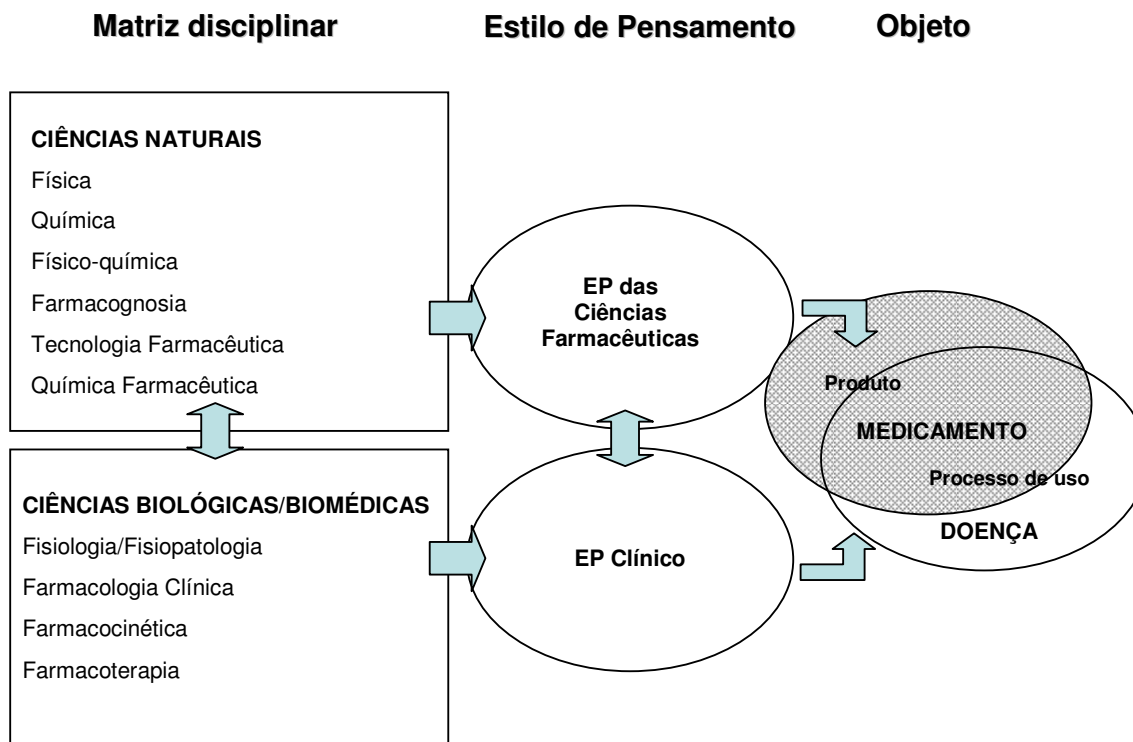 Matriz disciplinar
Estilo de Pensamento
Objeto
CIÊNCIAS NATURAIS
Física
Química
Físico-química
Farmacognosia
Tecnologia Farmacêutica
Química Farmacêutica
CIÊNCIAS BIOLÓGICAS/BIOMÉDICAS
Fisiologia/Fisiopatologia
Farmacologia Clínica
Farmacocinética
Farmacoterapia
EP das
Ciências
Farmacêuticas
EP Clínico
Produto
MEDICAMENTO
Processo de uso
DOENÇA